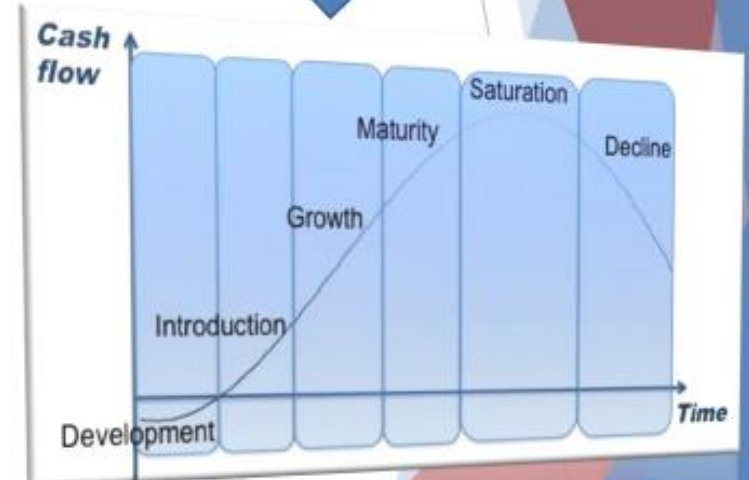 Cash
flow
Saturation
Maturity
Decline
Growth
Introduction
Time
Development